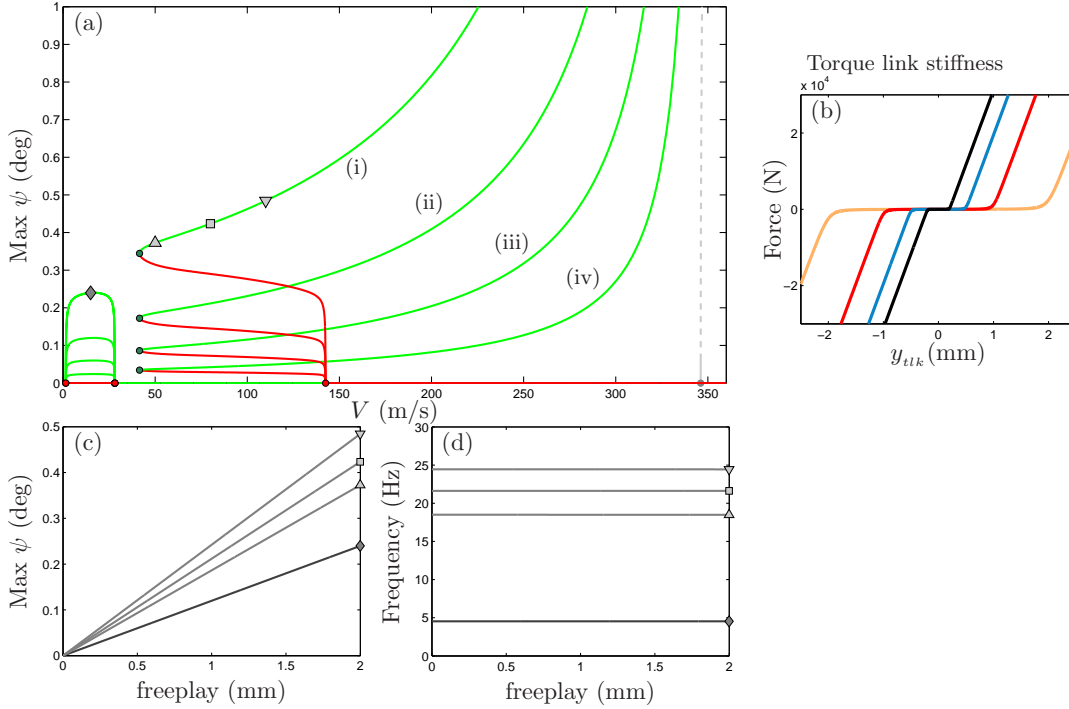 (a)
1
0.9
0.8
0.7
0.6
0.5
0.4
0.3
0.2
0.1
0
Max ψ (deg)
(i)
(ii)
(iii)
(iv)
0 50 100 150 200 250 300 350
V (m/s)
Torque link stiffness
x 10⁴
(b)
2
0
−2
Force (N)
−2 −1 0 1 2
y_tlk (mm)
(c)
0.5
0.4
0.3
0.2
0.1
0
Max ψ (deg)
0 0.5 1 1.5 2
freeplay (mm)
(d)
30
25
20
15
10
5
0
Frequency (Hz)
0 0.5 1 1.5 2
freeplay (mm)